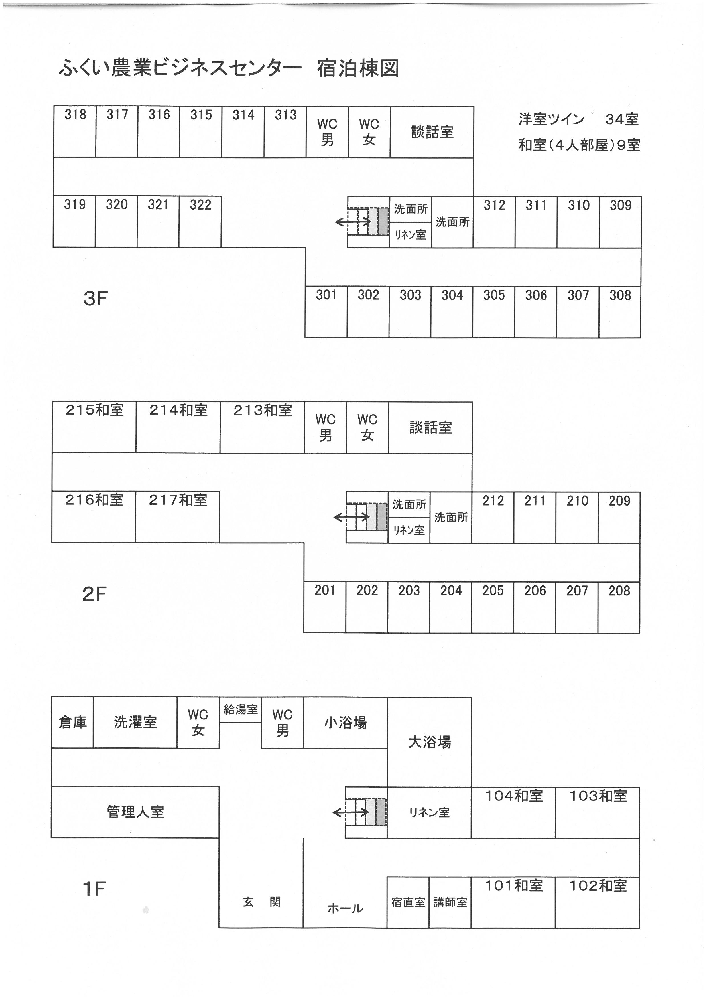 ふくい農業ビジネスセンター　宿泊棟図
洋室ツイン　34室
和室(4人部屋)9室
318 317 316 315 314 313 WC 男 WC 女 談話室
319 320 321 322 洗面所 リネン室 洗面所 312 311 310 309
3F
301 302 303 304 305 306 307 308
215和室 214和室 213和室 WC 男 WC 女 談話室
216和室 217和室 洗面所 リネン室 洗面所 212 211 210 209
2F
201 202 203 204 205 206 207 208
倉庫 洗濯室 WC 女 給湯室 WC 男 小浴場 大浴場
管理人室 リネン室 104和室 103和室
1F
玄　関 ホール 宿直室 講師室 101和室 102和室